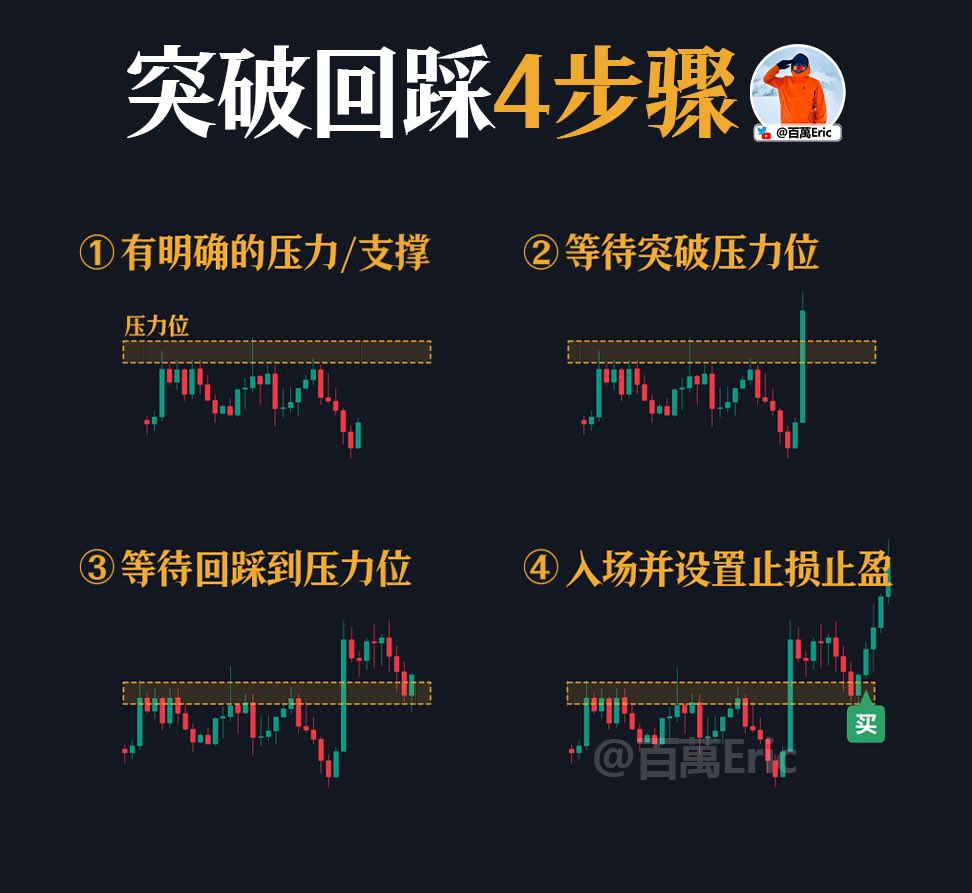 突破回踩4步骤
@百萬Eric
①有明确的压力/支撑
②等待突破压力位
压力位
③等待回踩到压力位
④入场并设置止损止盈
买
@百萬Eric